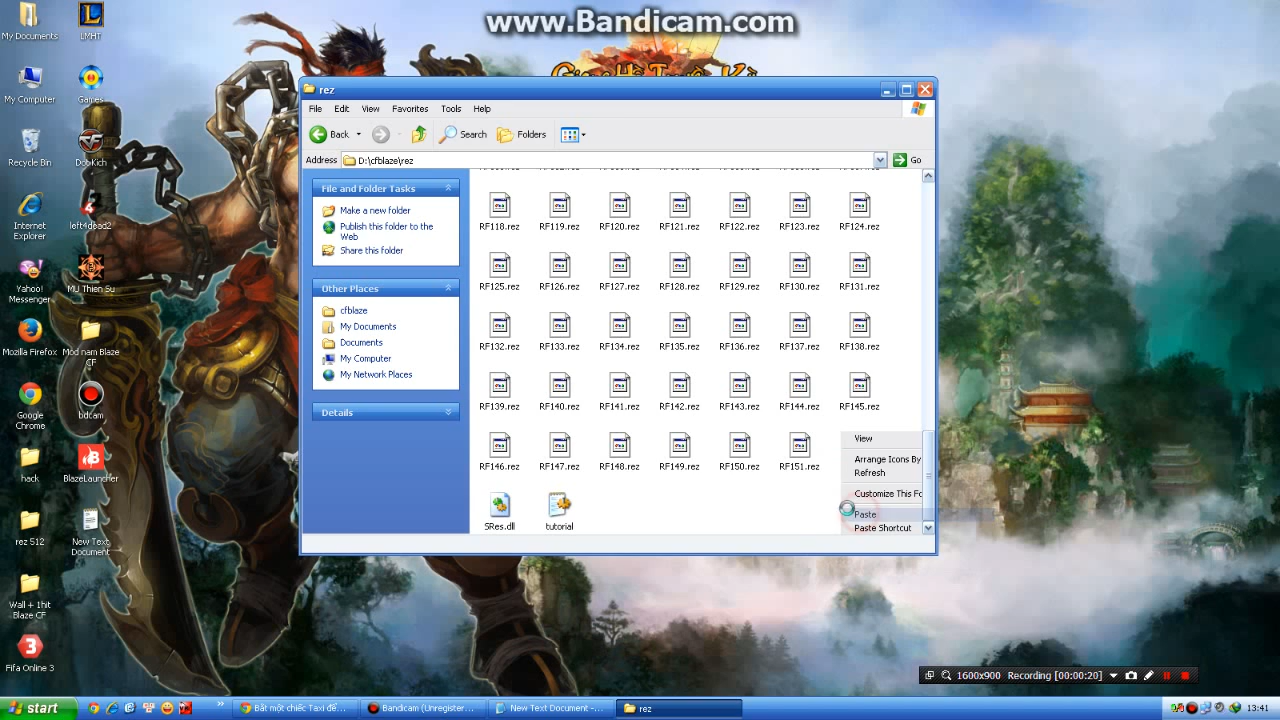 www.Bandicam.com
My Documents
LMHT
My Computer
Games
Recycle Bin
DotKich
Internet
Explorer
left4dead2
Yahoo!
Messenger
MU Thien Su
Mozilla Firefox
Mod nam Blaze
CF
Google
Chrome
bdcam
hack
BlazeLauncher
rez 512
New Text
Document
Wall + 1hit
Blaze CF
Fifa Online 3
rez
File Edit View Favorites Tools Help
Back Search Folders
Address D:\cfblaze\rez Go
File and Folder Tasks
Make a new folder
Publish this folder to the
Web
Share this folder
Other Places
cfblaze
My Documents
Documents
My Computer
My Network Places
Details
RF118.rez RF119.rez RF120.rez RF121.rez RF122.rez RF123.rez RF124.rez
RF125.rez RF126.rez RF127.rez RF128.rez RF129.rez RF130.rez RF131.rez
RF132.rez RF133.rez RF134.rez RF135.rez RF136.rez RF137.rez RF138.rez
RF139.rez RF140.rez RF141.rez RF142.rez RF143.rez RF144.rez RF145.rez
RF146.rez RF147.rez RF148.rez RF149.rez RF150.rez RF151.rez
SRes.dll tutorial
View
Arrange Icons By
Refresh
Customize This Fo
Paste
Paste Shortcut
1600x900 Recording [00:00:20]
start
Bắt một chiếc Taxi đế...
Bandicam (Unregister...
New Text Document -...
rez
13:41